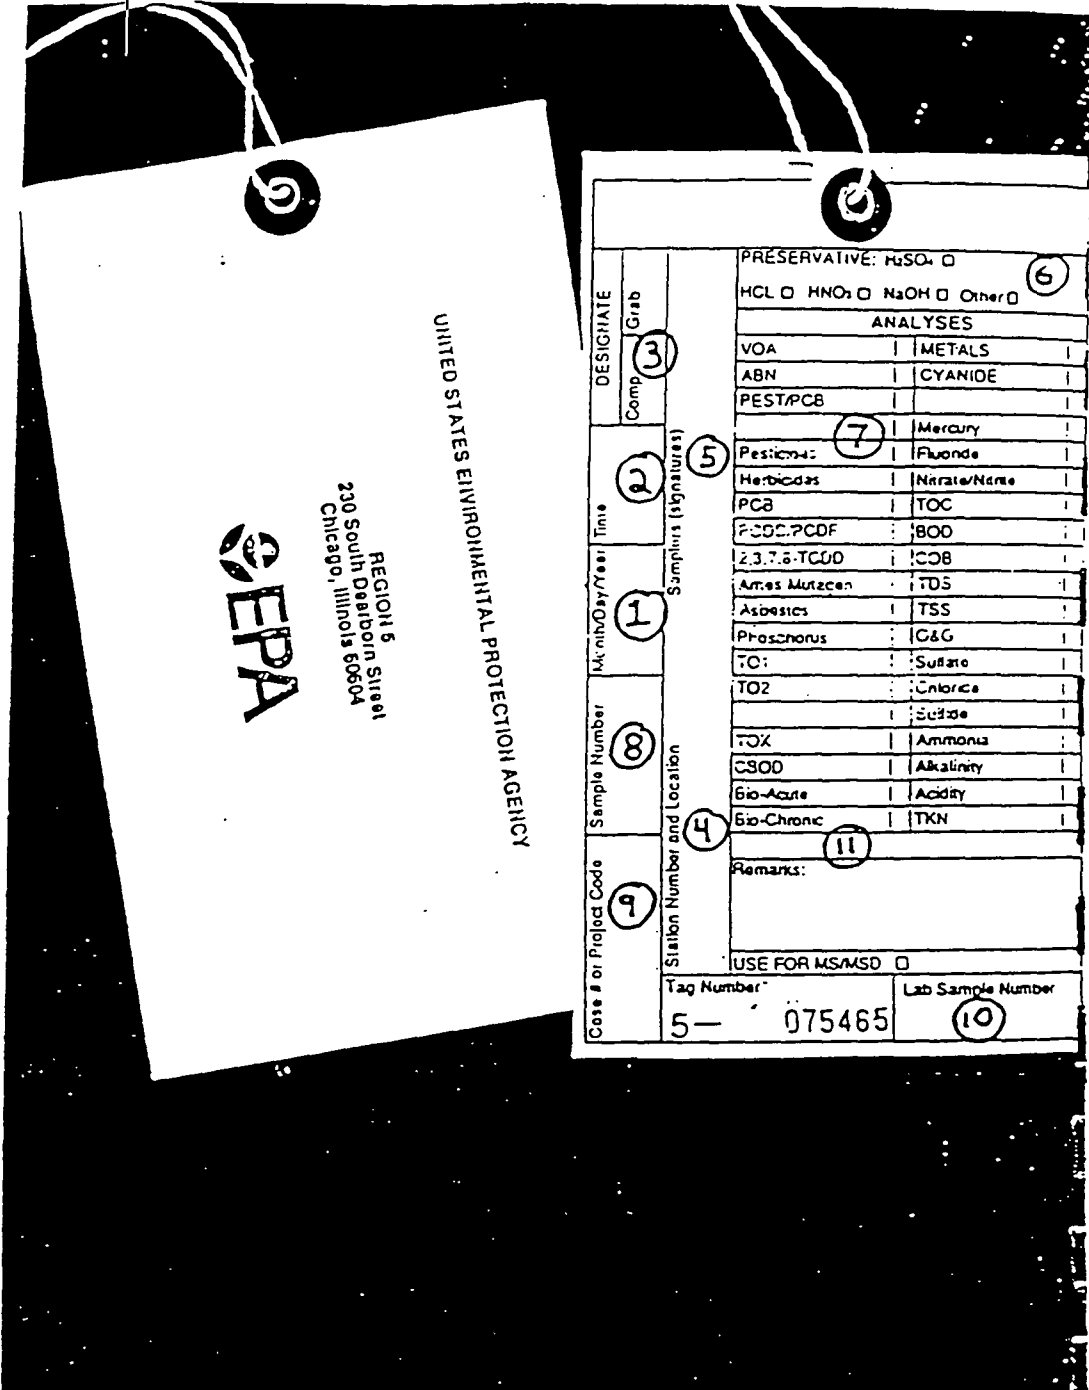 UNITED STATES ENVIRONMENTAL PROTECTION AGENCY
REGION 5
230 South Dearborn Street
Chicago, Illinois 60604
EPA
PRESERVATIVE: H₂SO₄ ☐
6
HCL ☐ HNO₃ ☐ NaOH ☐ Other ☐
ANALYSES
VOA METALS
ABN CYANIDE
PEST/PCB
7 Mercury
Pesticides Fluoride
Herbicides Nitrate/Nitrite
PCB TOC
PCDD/PCDF BOD
2,3,7,8-TCDD
Ames Mutagen TDS
Asbestos TSS
Phosphorus O&G
TO1 Sulfate
TO2 Chloride
Sulfide
TOX Ammonia
Alkalinity
Bio-Acute Acidity
Bio-Chronic TKN
11
Remarks:
USE FOR MS/MSD ☐
Tag Number
5— 075465
Lab Sample Number
10
DESIGNATE
Comp. Grab
3
Time
2
Month/Day/Year
1
Sample Number
8
Case # or Project Code
9
Samplers (signatures)
5
Station Number and Location
4